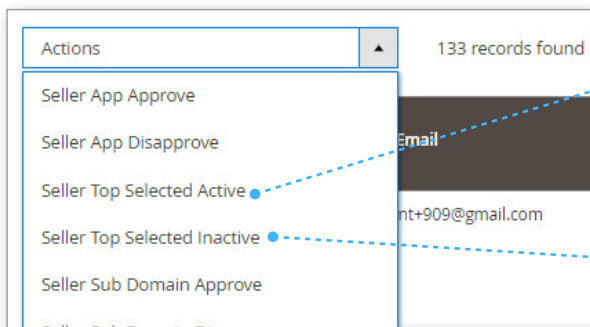 Actions
133 records found
Seller App Approve
Seller App Disapprove
Email
Seller Top Selected Active
nt+909@gmail.com
Seller Top Selected Inactive
Seller Sub Domain Approve